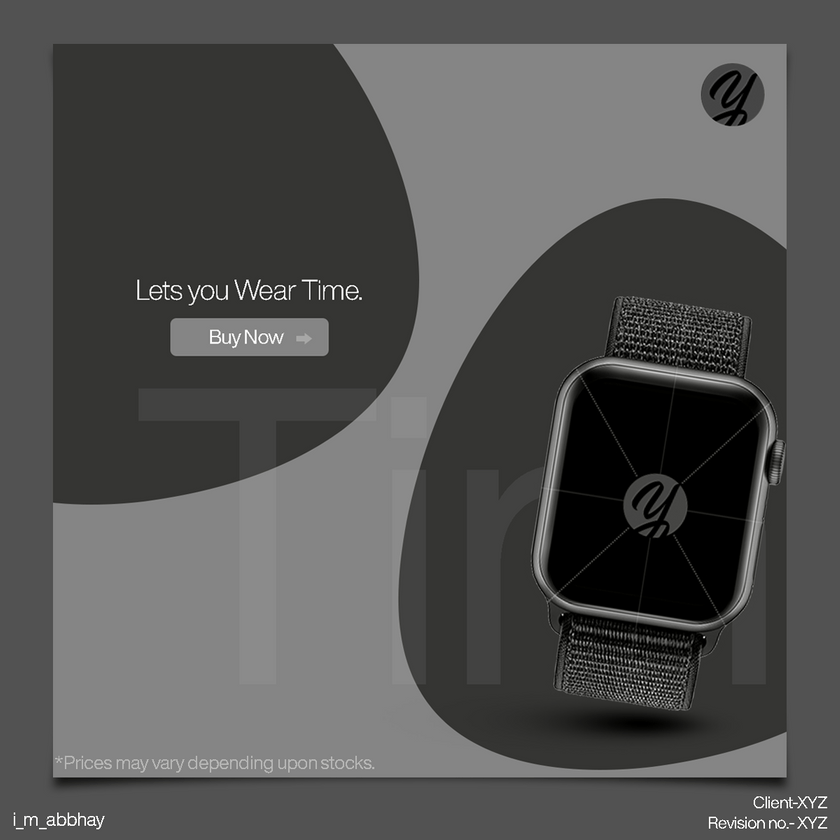 Y
Lets you Wear Time.
Buy Now
Tim
Y
*Prices may vary depending upon stocks.
i_m_abbhay
Client-XYZ
Revision no.- XYZ